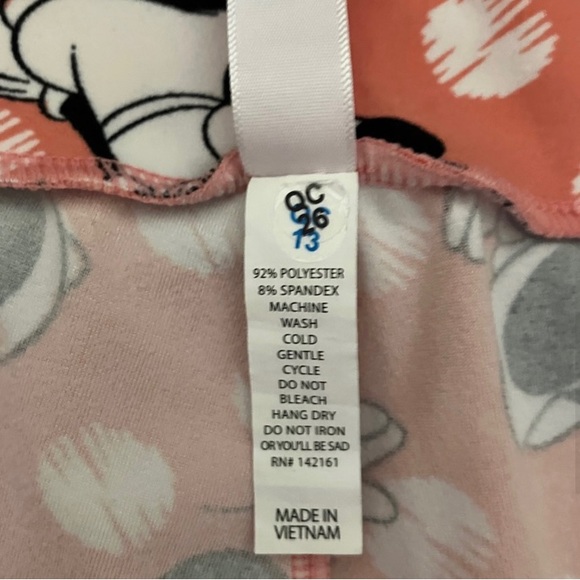 QC
26
13
92% POLYESTER
8% SPANDEX
MACHINE
WASH
COLD
GENTLE
CYCLE
DO NOT
BLEACH
HANG DRY
DO NOT IRON
OR YOU'LL BE SAD
RN# 142161
MADE IN
VIETNAM